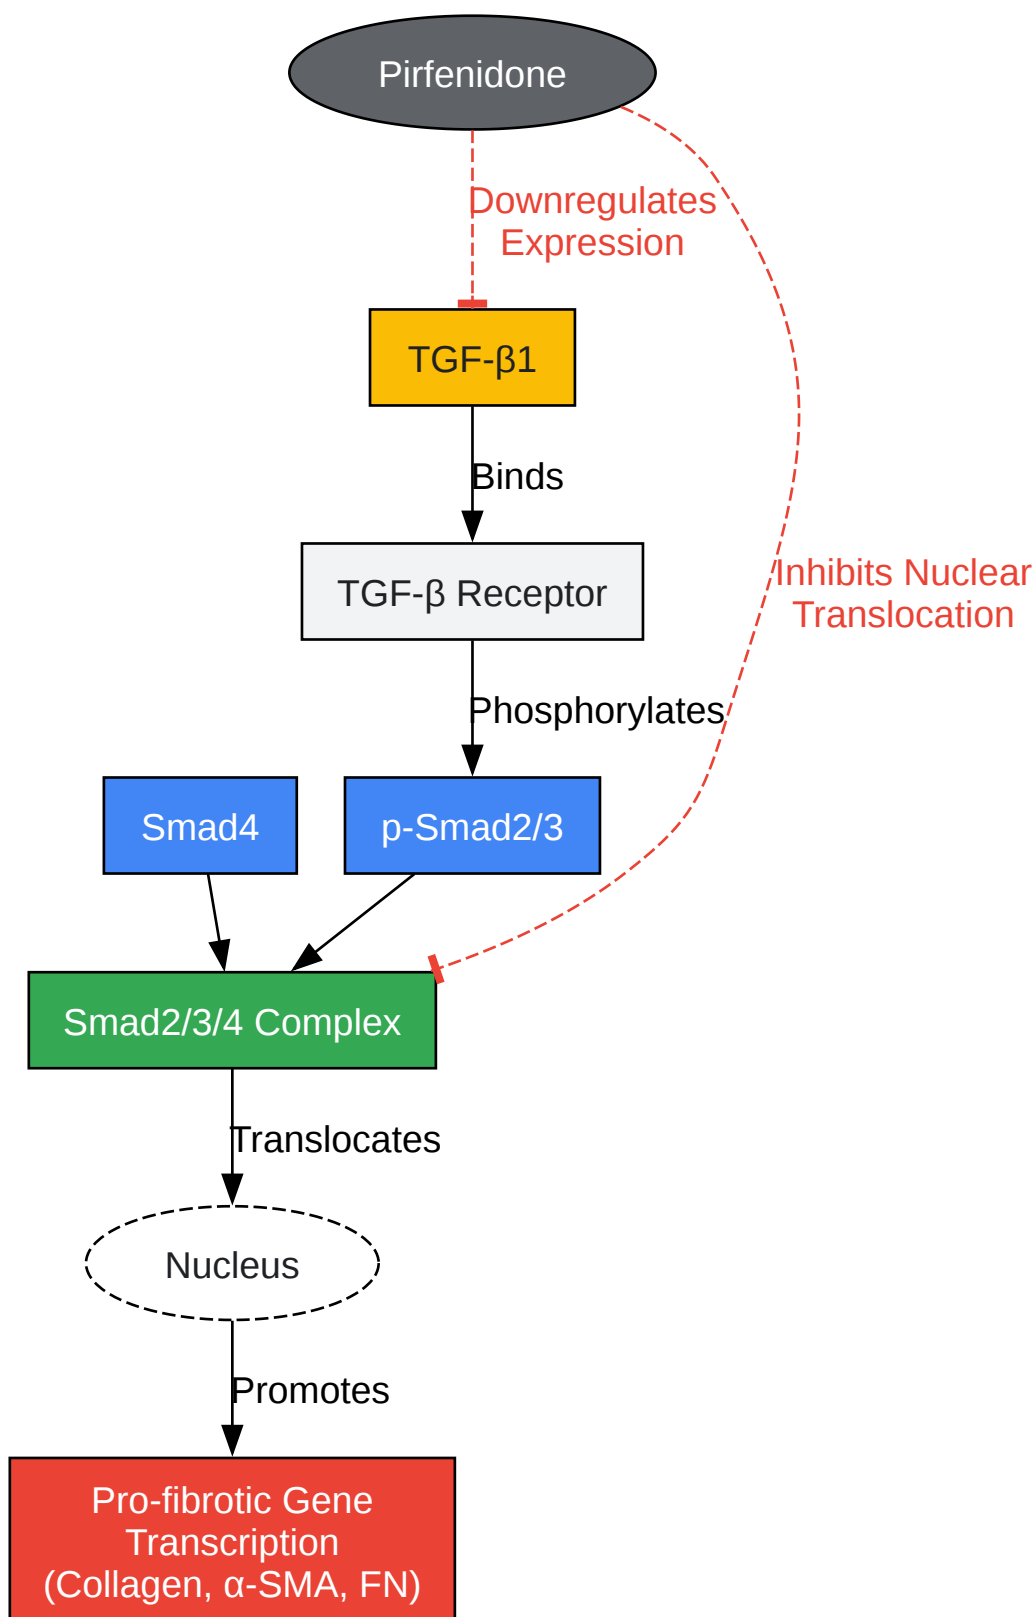 Pirfenidone
Downregulates
Expression
TGF-β1
Binds
TGF-β Receptor
Inhibits Nuclear
Translocation
Phosphorylates
Smad4
p-Smad2/3
Smad2/3/4 Complex
Translocates
Nucleus
Promotes
Pro-fibrotic Gene
Transcription
(Collagen, α-SMA, FN)